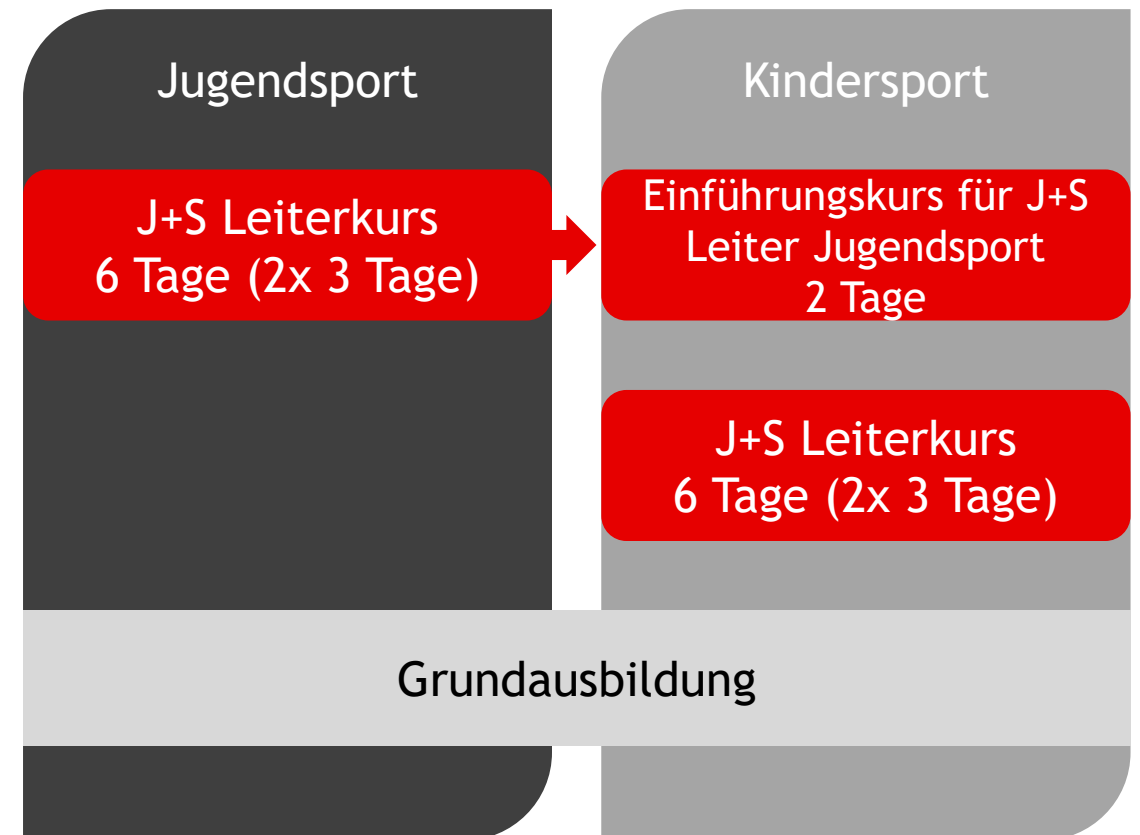 Jugendsport
J+S Leiterkurs
6 Tage (2x 3 Tage)
Kindersport
Einführungskurs für J+S
Leiter Jugendsport
2 Tage
J+S Leiterkurs
6 Tage (2x 3 Tage)
Grundausbildung